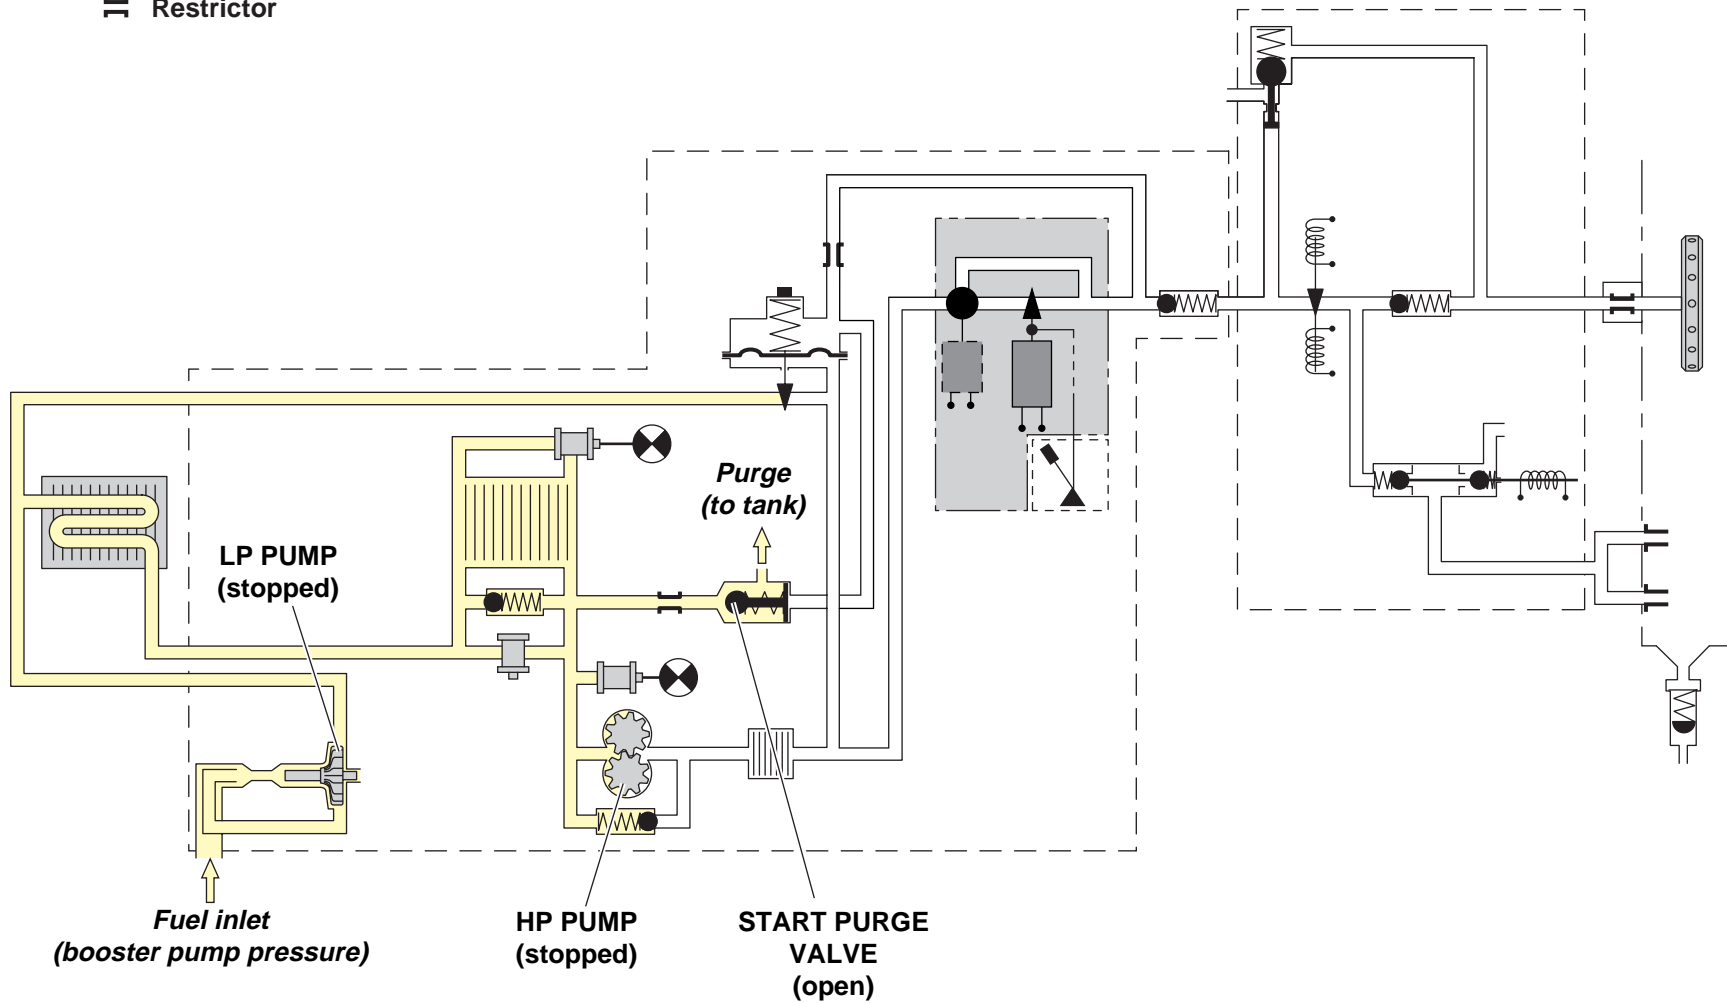 Restrictor
Purge
(to tank)
LP PUMP
(stopped)
Fuel inlet
(booster pump pressure)
HP PUMP
(stopped)
START PURGE
VALVE
(open)